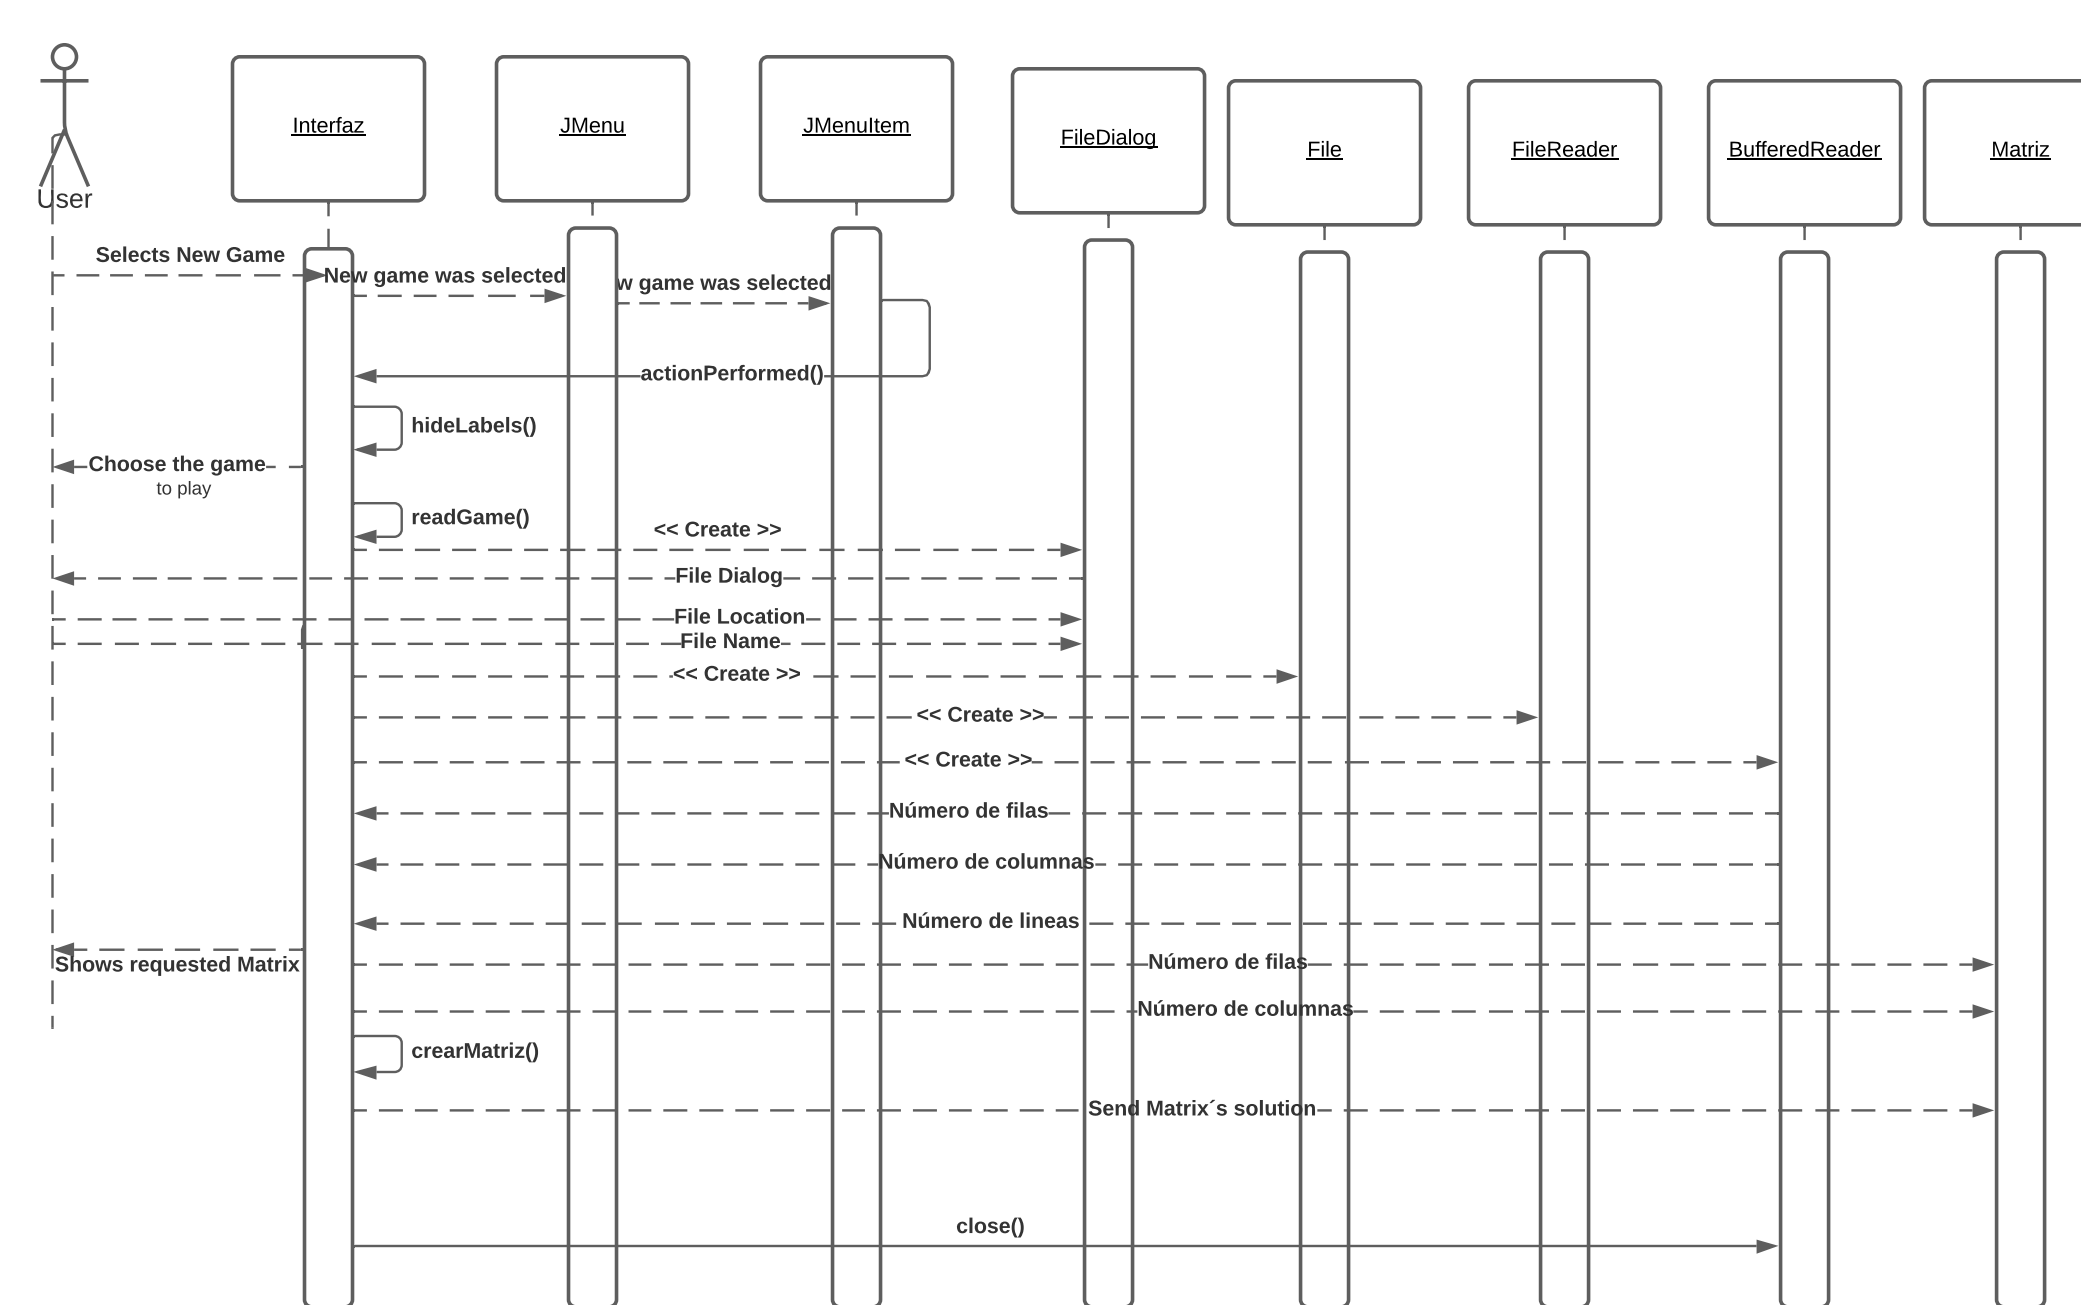 User
Interfaz
JMenu
JMenuItem
FileDialog
File
FileReader
BufferedReader
Matriz
Selects New Game
New game was selected
w game was selected
actionPerformed()
hideLabels()
Choose the game
to play
readGame()
<< Create >>
File Dialog
File Location
File Name
<< Create >>
<< Create >>
<< Create >>
Número de filas
Número de columnas
Número de lineas
Shows requested Matrix
Número de filas
Número de columnas
crearMatriz()
Send Matrix´s solution
close()